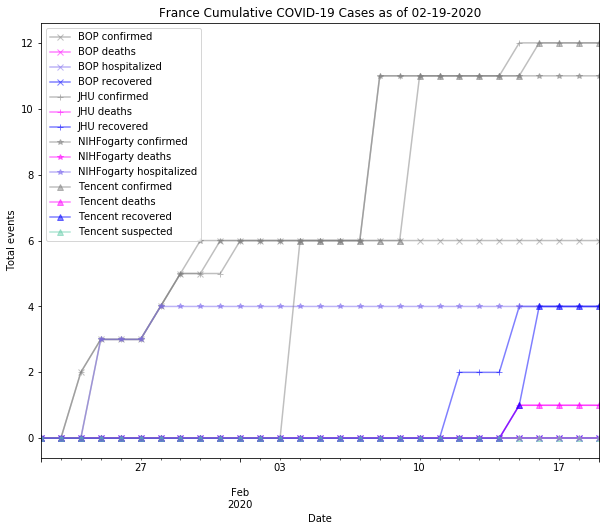 France Cumulative COVID-19 Cases as of 02-19-2020
12
10
8
6
4
2
0
Total events
BOP confirmed
BOP deaths
BOP hospitalized
BOP recovered
JHU confirmed
JHU deaths
JHU recovered
NIHFogarty confirmed
NIHFogarty deaths
NIHFogarty hospitalized
Tencent confirmed
Tencent deaths
Tencent recovered
Tencent suspected
27
03
10
17
Feb
2020
Date